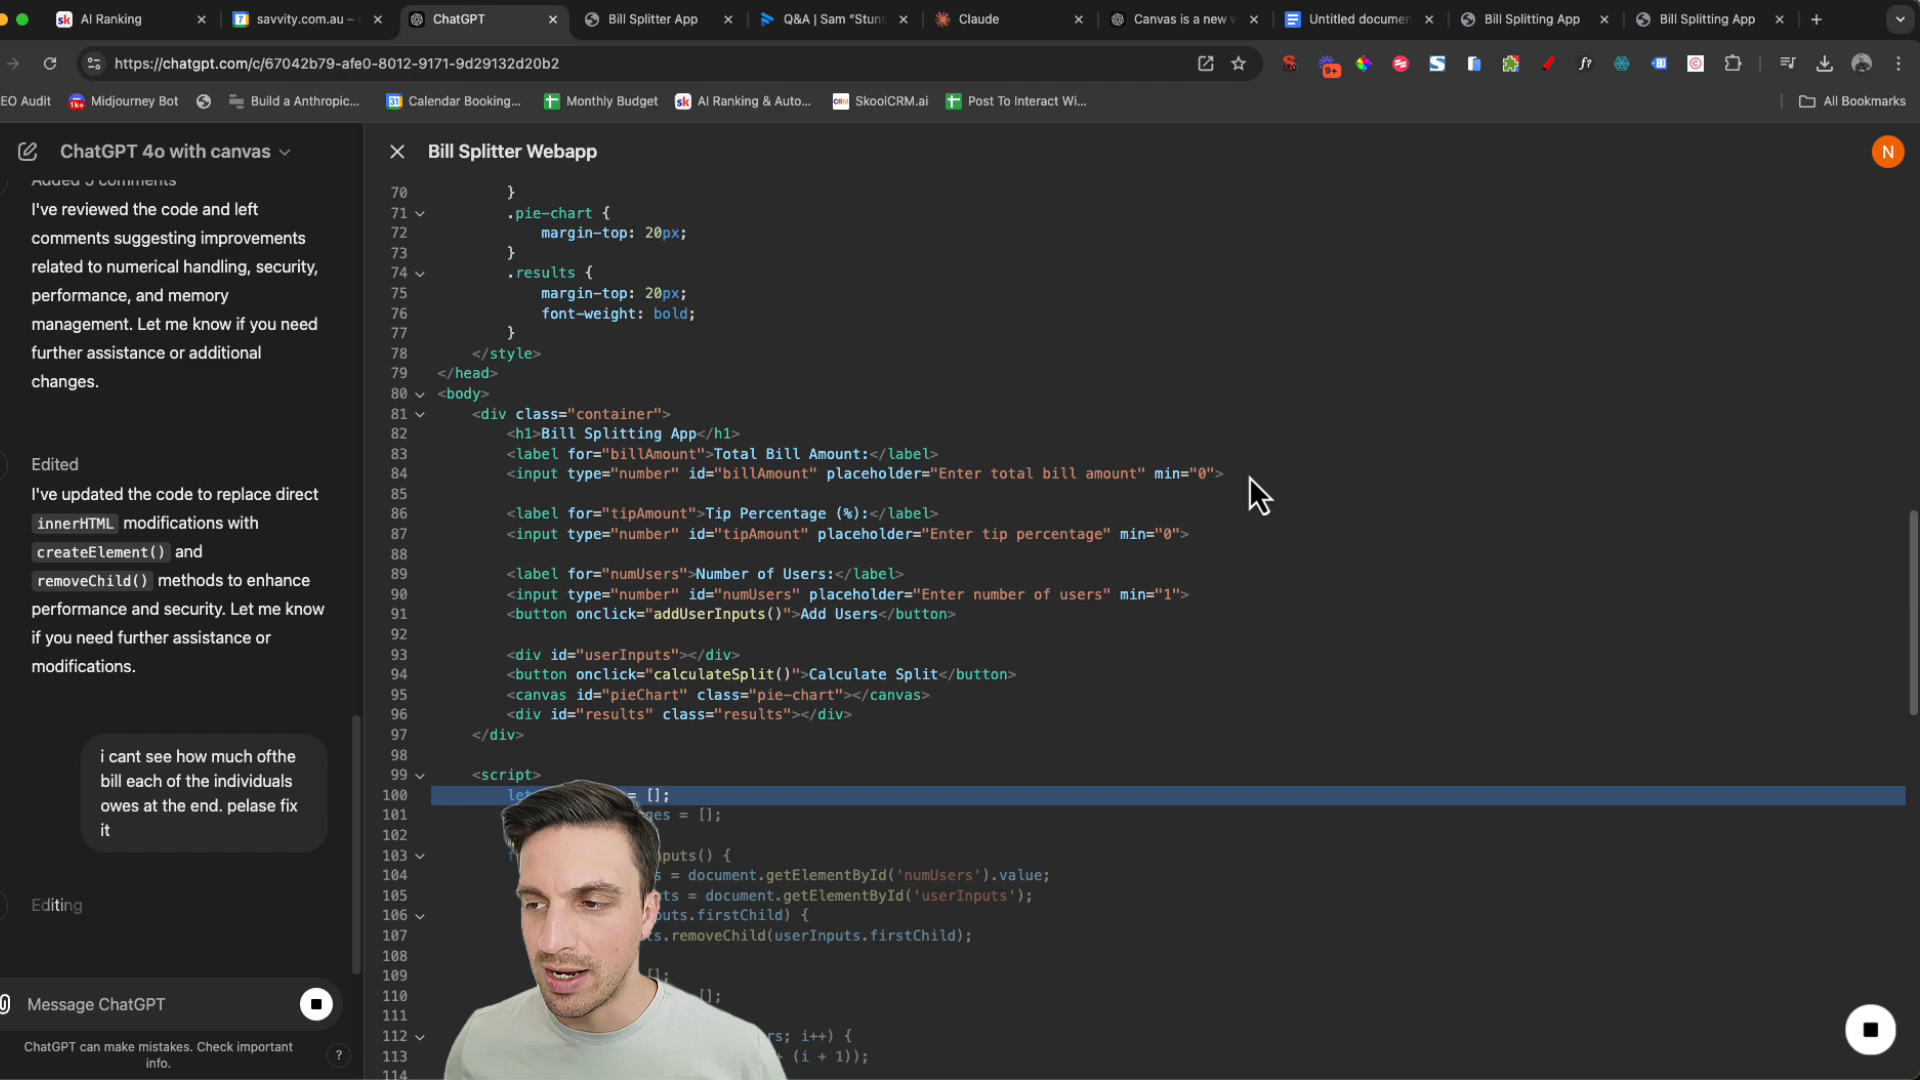 AI Ranking
savvity.com.au –
ChatGPT
Bill Splitter App
Q&A | Sam "Stuns
Claude
Canvas is a new
Untitled documen
Bill Splitting App
Bill Splitting App
https://chatgpt.com/c/67042b79-afe0-8012-9171-9d29132d20b2
9+
EO Audit
Midjourney Bot
Build a Anthropic...
Calendar Booking...
Monthly Budget
AI Ranking & Auto...
SkoolCRM.ai
Post To Interact Wi...
All Bookmarks
ChatGPT 4o with canvas
Bill Splitter Webapp
N
Added 5 comments
I've reviewed the code and left
comments suggesting improvements
related to numerical handling, security,
performance, and memory
management. Let me know if you need
further assistance or additional
changes.
Edited
I've updated the code to replace direct
innerHTML modifications with
createElement() and
removeChild() methods to enhance
performance and security. Let me know
if you need further assistance or
modifications.
i cant see how much ofthe
bill each of the individuals
owes at the end. pelase fix
it
Editing
Message ChatGPT
ChatGPT can make mistakes. Check important
info.
?
70 }
71 .pie-chart {
72 margin-top: 20px;
73 }
74 .results {
75 margin-top: 20px;
76 font-weight: bold;
77 }
78 </style>
79 </head>
80 <body>
81 <div class="container">
82 <h1>Bill Splitting App</h1>
83 <label for="billAmount">Total Bill Amount:</label>
84 <input type="number" id="billAmount" placeholder="Enter total bill amount" min="0">
85
86 <label for="tipAmount">Tip Percentage (%):</label>
87 <input type="number" id="tipAmount" placeholder="Enter tip percentage" min="0">
88
89 <label for="numUsers">Number of Users:</label>
90 <input type="number" id="numUsers" placeholder="Enter number of users" min="1">
91 <button onclick="addUserInputs()">Add Users</button>
92
93 <div id="userInputs"></div>
94 <button onclick="calculateSplit()">Calculate Split</button>
95 <canvas id="pieChart" class="pie-chart"></canvas>
96 <div id="results" class="results"></div>
97 </div>
98
99 <script>
100 let = [];
101 ges = [];
102
103 f puts() {
104 s = document.getElementById('numUsers').value;
105 ts = document.getElementById('userInputs');
106 uts.firstChild) {
107 s.removeChild(userInputs.firstChild);
108
109 [];
110 [];
111
112 rs; i++) {
113 (i + 1));
114